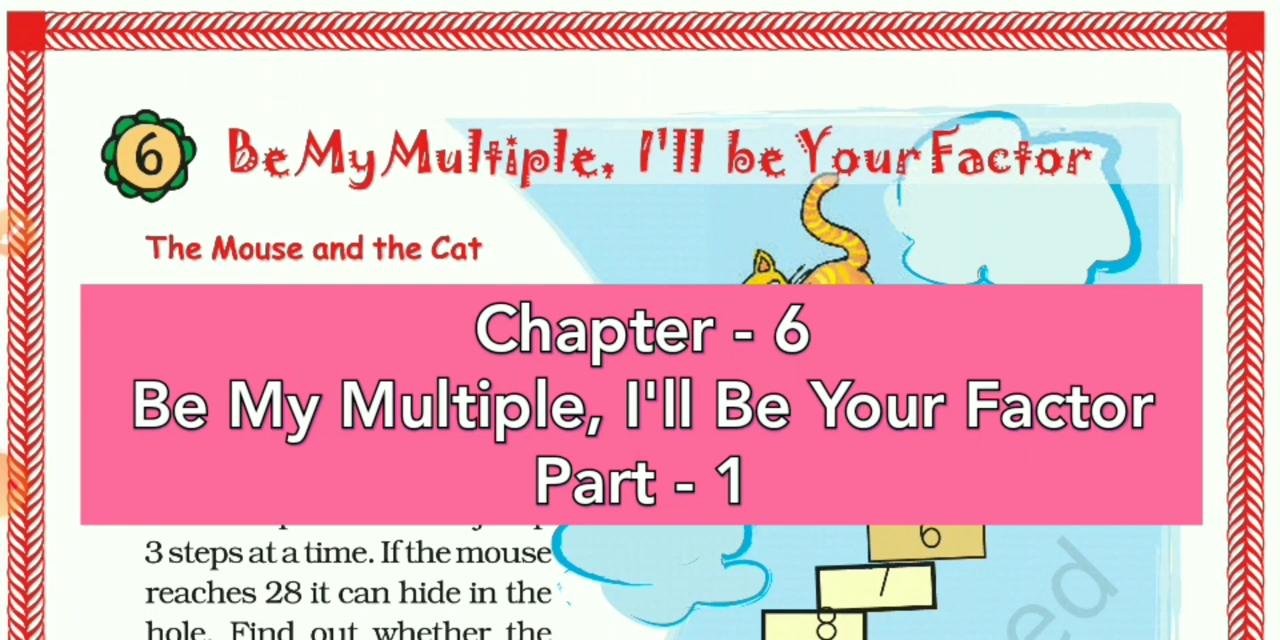 6
Be My Multiple, I'll be Your Factor
The Mouse and the Cat
Chapter - 6
Be My Multiple, I'll Be Your Factor
Part - 1
3 steps at a time. If the mouse
reaches 28 it can hide in the
hole. Find out whether the
6
7
8